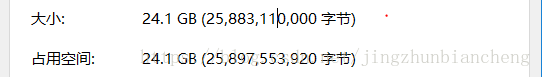 大小: 24.1 GB (25,883,110,000 字节)
占用空间: 24.1 GB (25,897,553,920 字节)